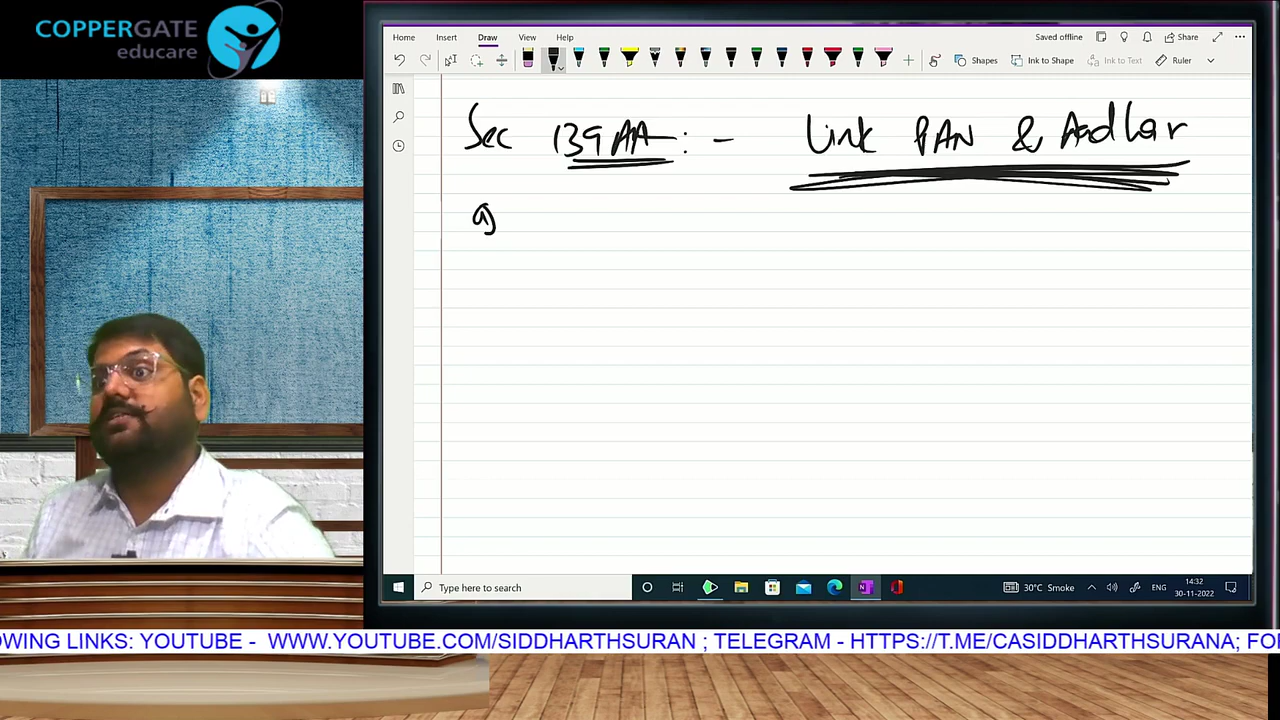 COPPERGATE
educare
Home Insert Draw View Help
Saved offline
Share
Shapes Ink to Shape Ink to Text Ruler
Sec 139AA : - Link PAN & Aadhar
a)
Type here to search
30°C Smoke
ENG
14:32
30-11-2022
OWING LINKS: YOUTUBE - WWW.YOUTUBE.COM/SIDDHARTHSURAN ; TELEGRAM - HTTPS://T.ME/CASIDDHARTHSURANA; FO